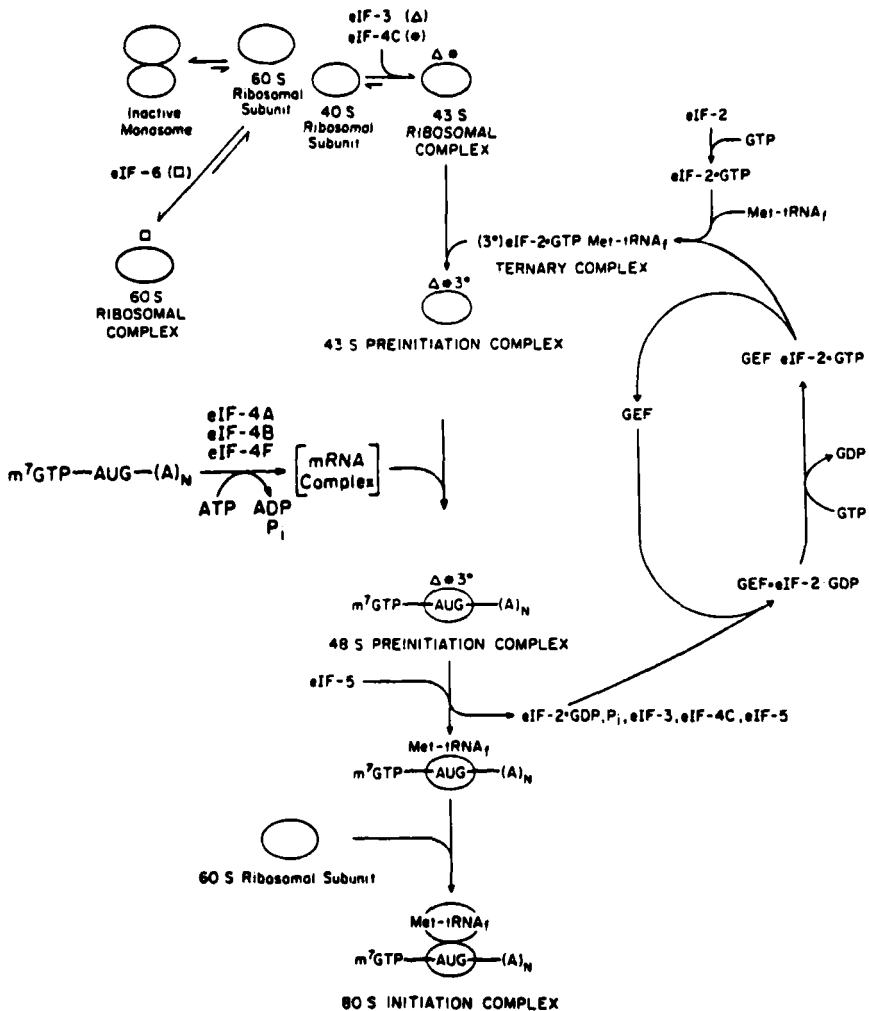 eIF-3 (△)
eIF-4C (●)
△ ●
60 S
Ribosomal
Subunit
Inactive
Monosome
40 S
Ribosomal
Subunit
43 S
RIBOSOMAL
COMPLEX
eIF-6 (□)
□
60 S
RIBOSOMAL
COMPLEX
eIF-2
GTP
eIF-2•GTP
Met-tRNAf
(3°) eIF-2•GTP Met-tRNAf
TERNARY COMPLEX
△ ● 3°
43 S PREINITIATION COMPLEX
GEF eIF-2•GTP
GEF
GDP
GTP
GEF•eIF-2 GDP
eIF-4A
eIF-4B
eIF-4F
m⁷GTP—AUG—(A)N
ATP
ADP
Pi
[mRNA
Complex]
△ ● 3°
m⁷GTP—AUG—(A)N
48 S PREINITIATION COMPLEX
eIF-5
eIF-2•GDP, Pi, eIF-3, eIF-4C, eIF-5
Met-tRNAf
m⁷GTP—AUG—(A)N
60 S Ribosomal Subunit
Met-tRNAf
m⁷GTP—AUG—(A)N
80 S INITIATION COMPLEX